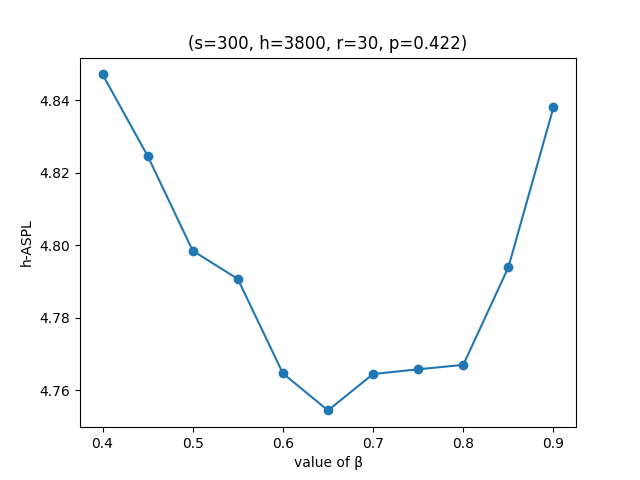 (s=300, h=3800, r=30, p=0.422)
h-ASPL
4.84
4.82
4.80
4.78
4.76
0.4 0.5 0.6 0.7 0.8 0.9
value of β